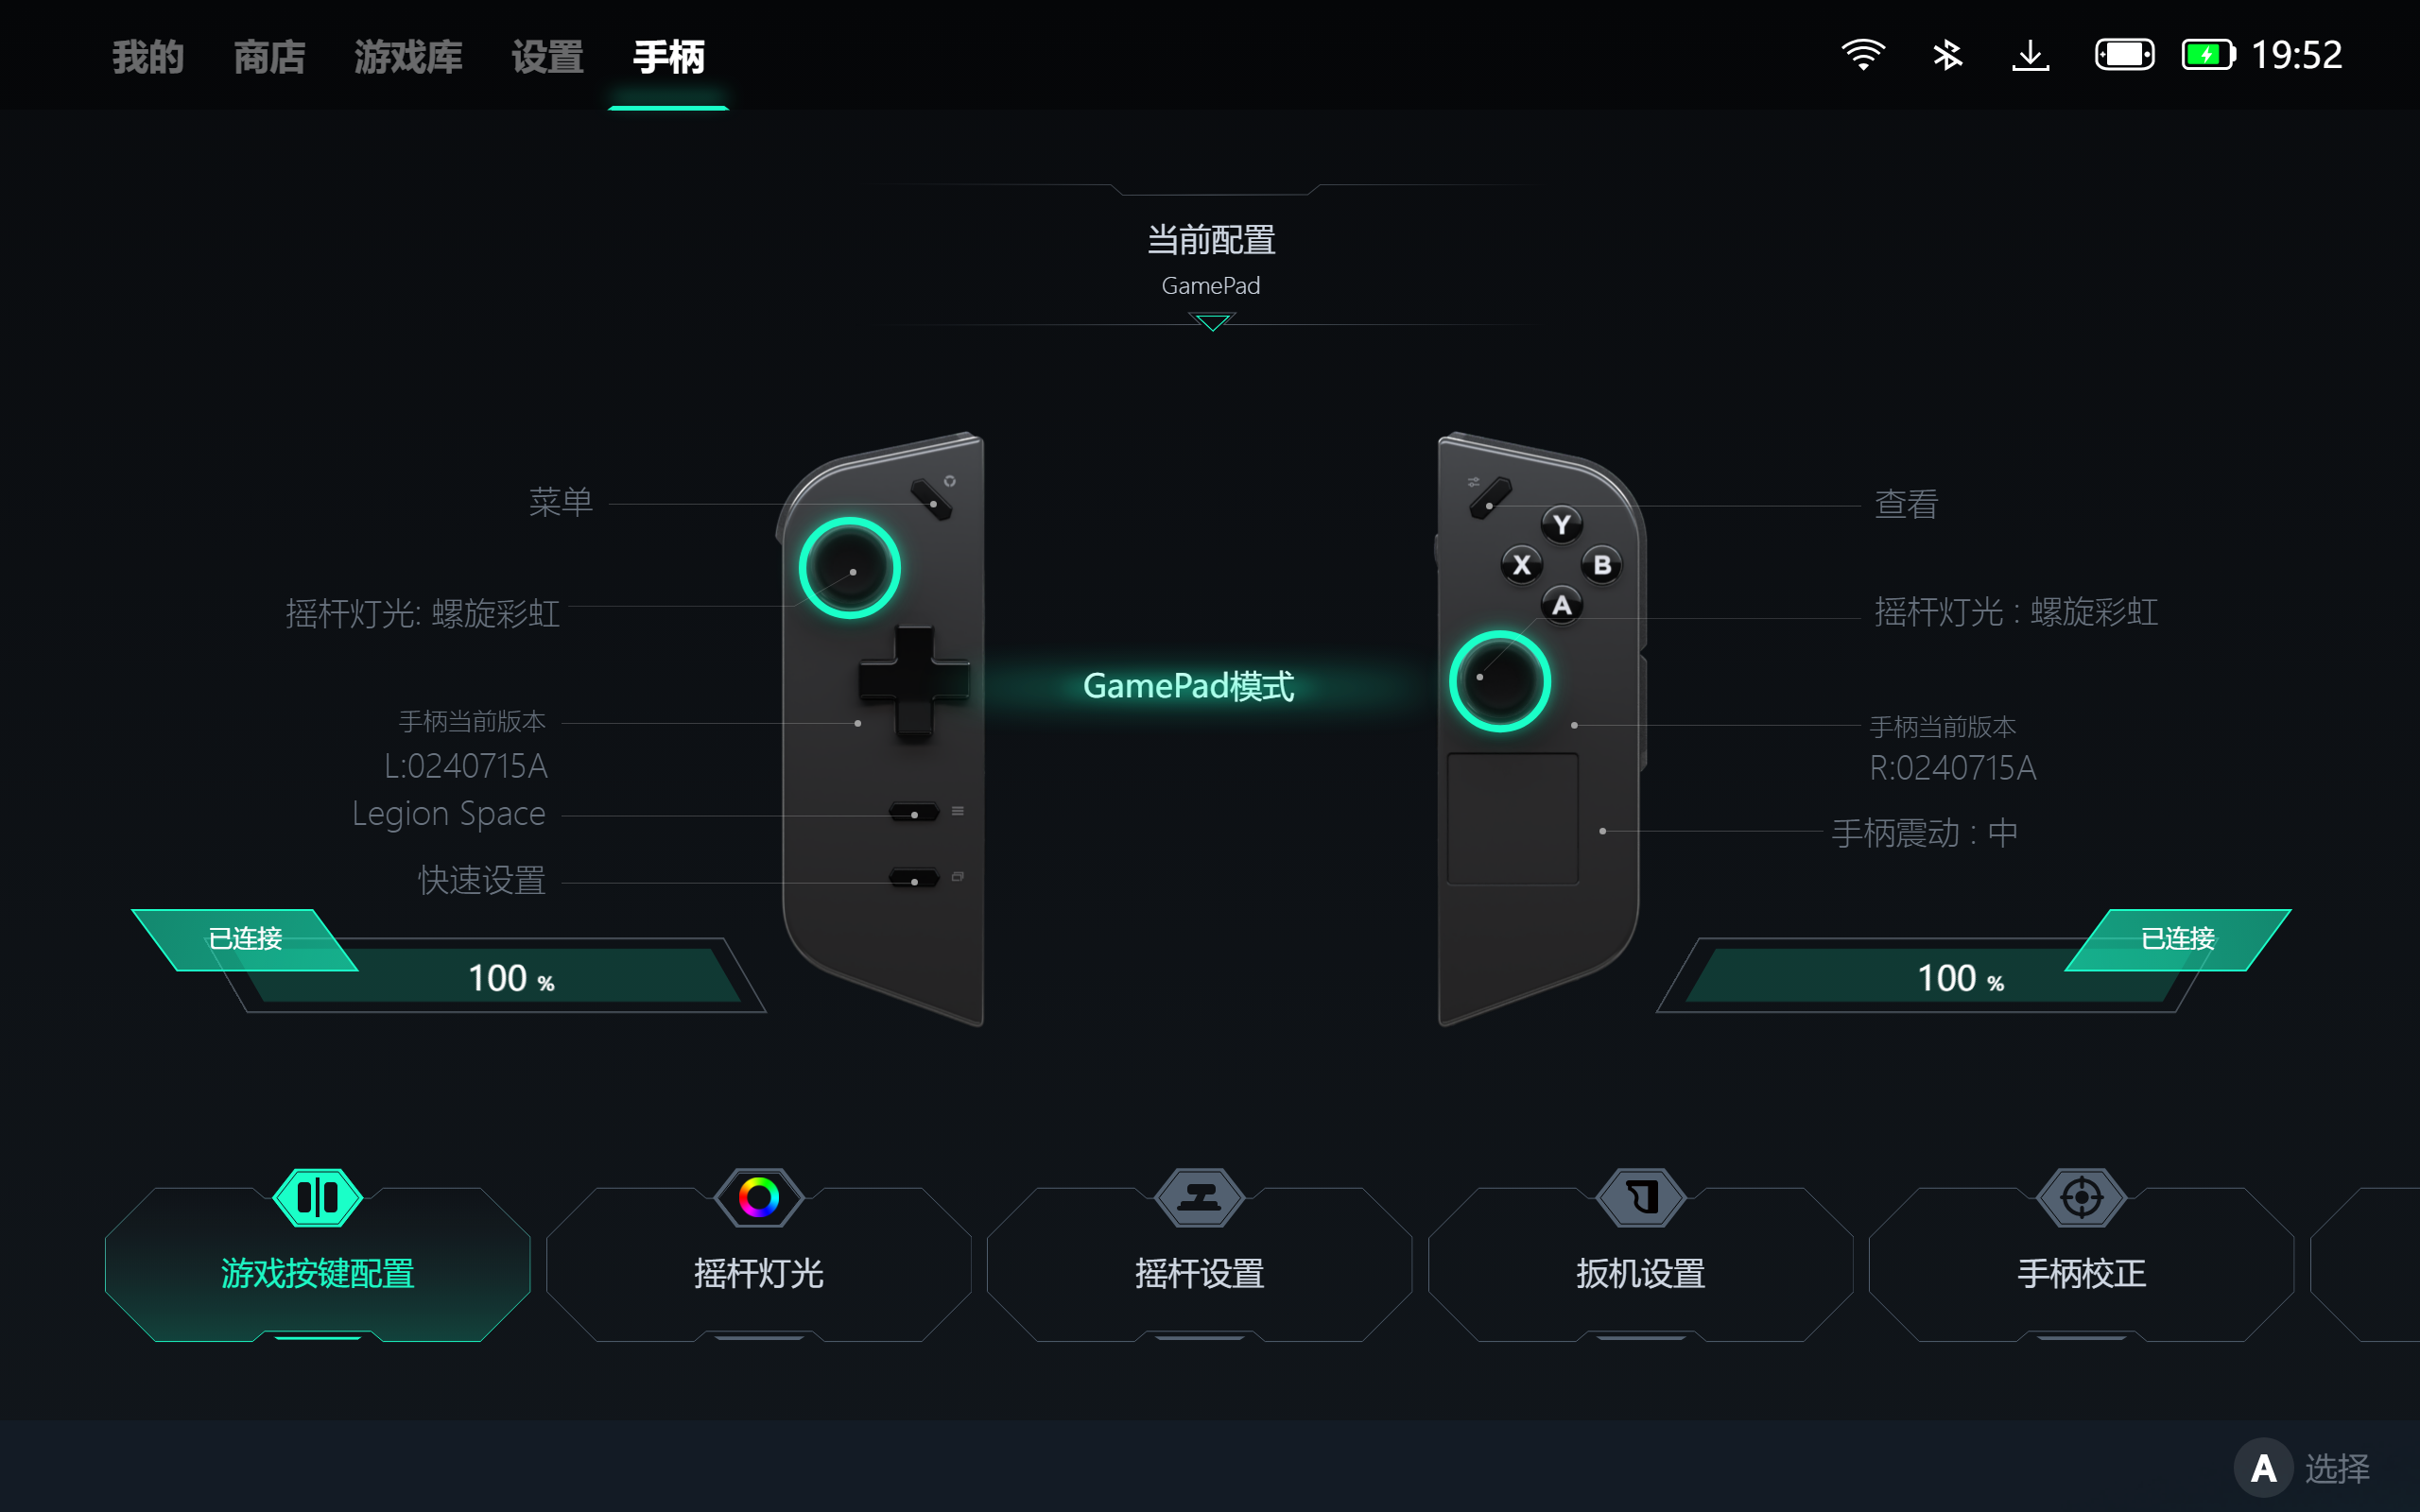 我的 商店 游戏库 设置 手柄 19:52
当前配置
GamePad
菜单
查看
Y
X B
A
摇杆灯光: 螺旋彩虹
摇杆灯光 : 螺旋彩虹
GamePad模式
手柄当前版本
L:0240715A
手柄当前版本
R:0240715A
Legion Space
手柄震动 : 中
快速设置
已连接
100 %
已连接
100 %
游戏按键配置
摇杆灯光
摇杆设置
扳机设置
手柄校正
A 选择